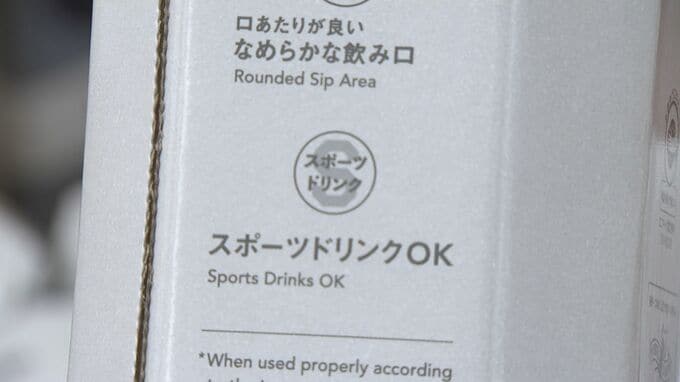 口あたりが良い
なめらかな飲み口
Rounded Sip Area
スポーツ
ドリンク
スポーツドリンクOK
Sports Drinks OK
*When used properly according